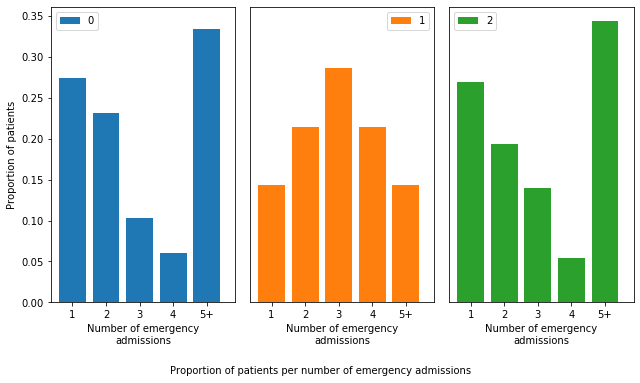 0
1
2
0.35
0.30
0.25
0.20
0.15
0.10
0.05
0.00
Proportion of patients
1 2 3 4 5+
1 2 3 4 5+
1 2 3 4 5+
Number of emergency
admissions
Number of emergency
admissions
Number of emergency
admissions
Proportion of patients per number of emergency admissions